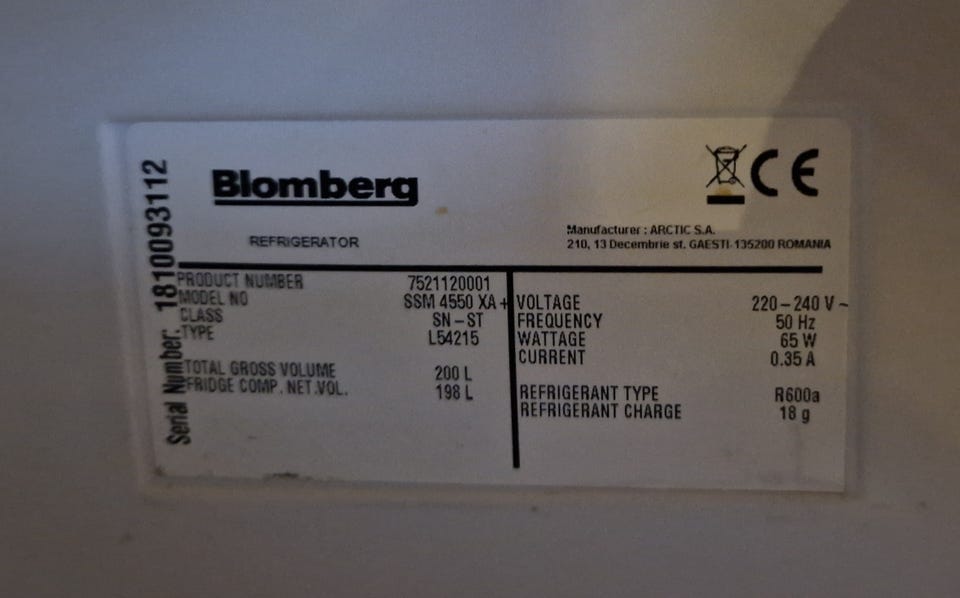 Serial Number: 1810093112
Blomberg
CE
REFRIGERATOR
Manufacturer : ARCTIC S.A.
210, 13 Decembrie st. GAESTI-135200 ROMANIA
PRODUCT NUMBER 7521120001
MODEL NO SSM 4550 XA+
CLASS SN-ST
TYPE L54215
TOTAL GROSS VOLUME 200 L
FRIDGE COMP. NET.VOL. 198 L
VOLTAGE 220-240 V ~
FREQUENCY 50 Hz
WATTAGE 65 W
CURRENT 0.35 A
REFRIGERANT TYPE R600a
REFRIGERANT CHARGE 18 g